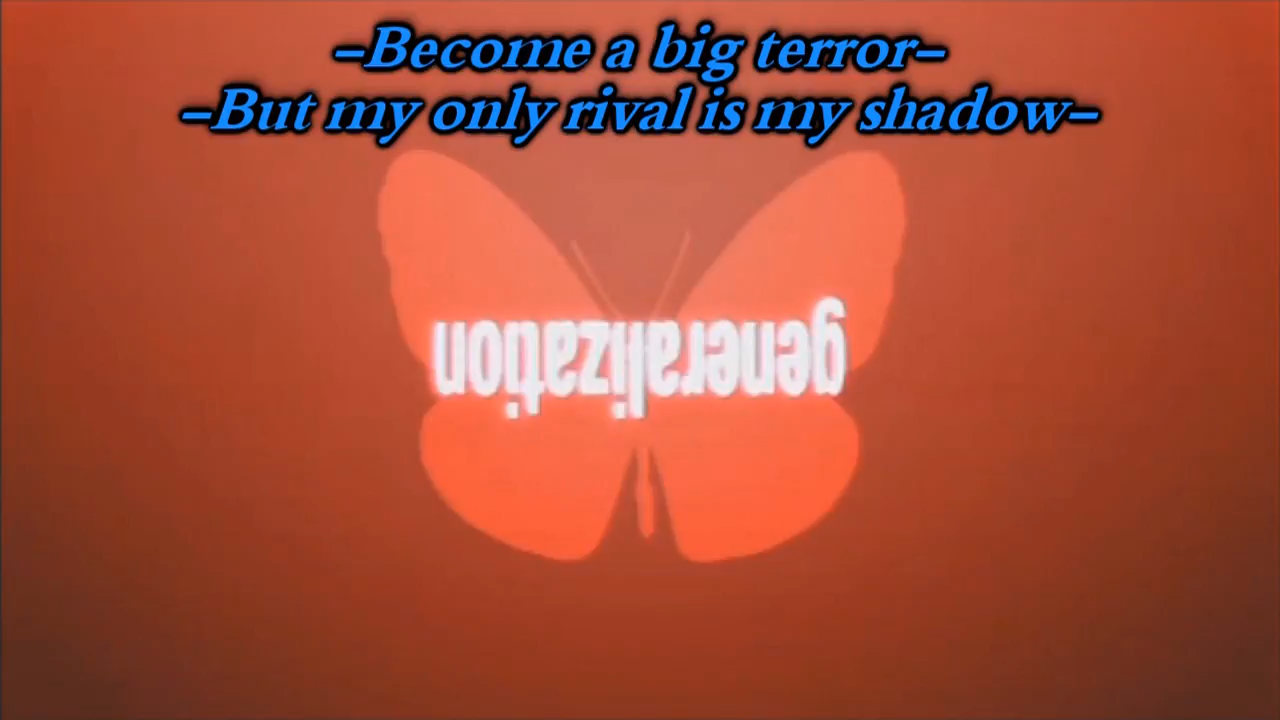 –Become a big terror–
–But my only rival is my shadow–
generalization